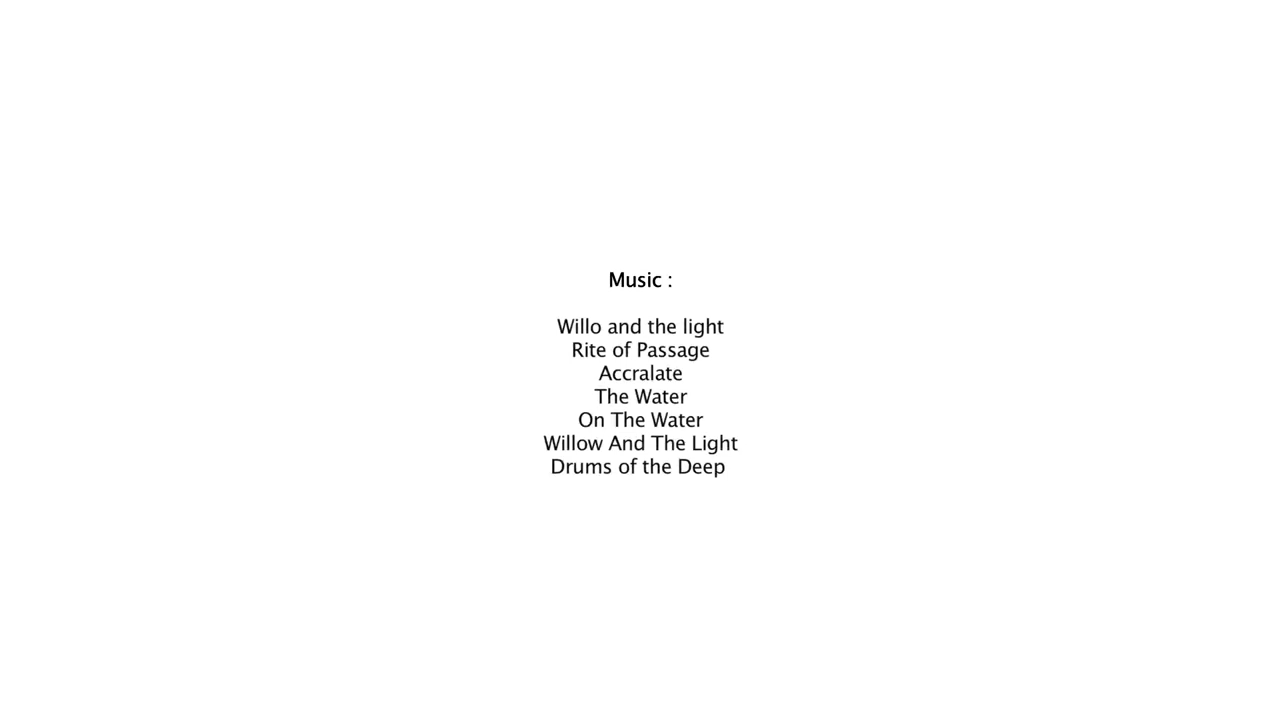 Music :
Willo and the light
Rite of Passage
Accralate
The Water
On The Water
Willow And The Light
Drums of the Deep